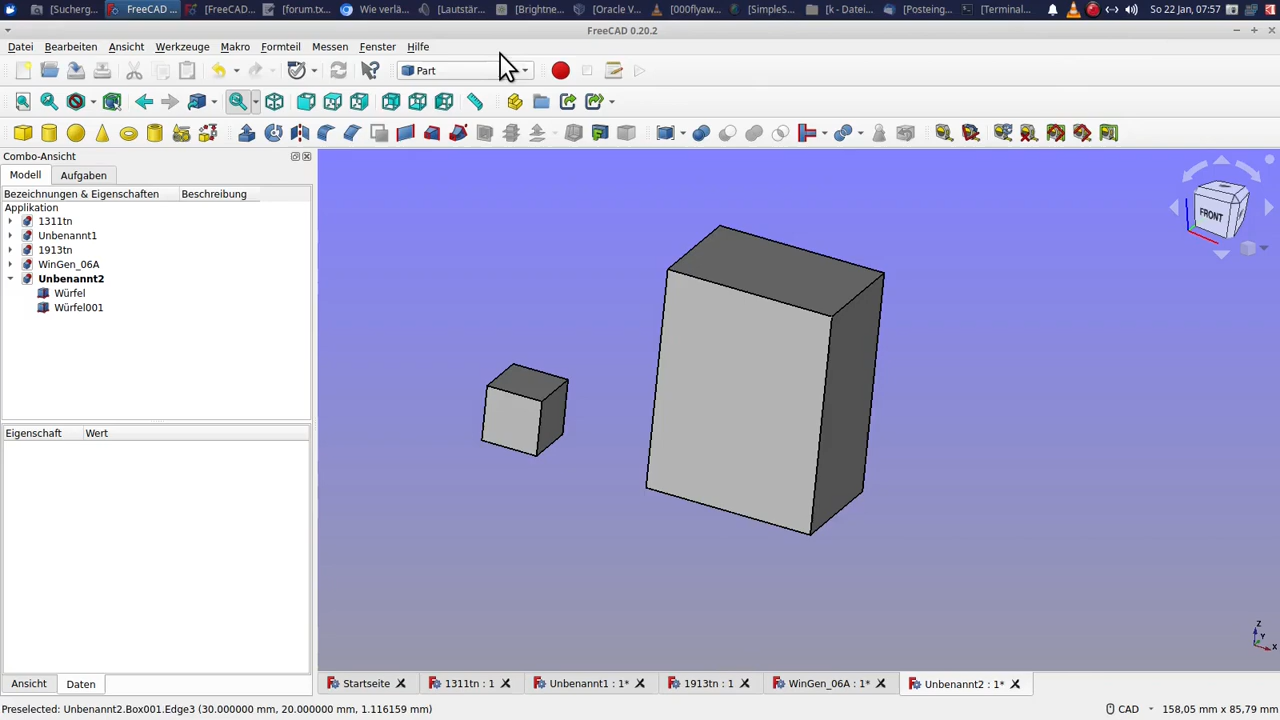 [Sucherg...
FreeCAD ...
[FreeCAD...
[forum.tx...
Wie verlä...
[Lautstär...
[Brightne...
[Oracle V...
[000flyaw...
[SimpleS...
[k - Datei...
[Posteing...
[Terminal...
So 22 Jan, 07:57
FreeCAD 0.20.2
Datei Bearbeiten Ansicht Werkzeuge Makro Formteil Messen Fenster Hilfe
Part
Combo-Ansicht
Modell Aufgaben
Bezeichnungen & Eigenschaften Beschreibung
Applikation
1311tn
Unbenannt1
1913tn
WinGen_06A
Unbenannt2
Würfel
Würfel001
Eigenschaft Wert
FRONT
Z
Y
X
Ansicht Daten
Startseite
1311tn : 1
Unbenannt1 : 1*
1913tn : 1
WinGen_06A : 1*
Unbenannt2 : 1*
Preselected: Unbenannt2.Box001.Edge3 (30.000000 mm, 20.000000 mm, 1.116159 mm)
CAD
158,05 mm x 85,79 mm